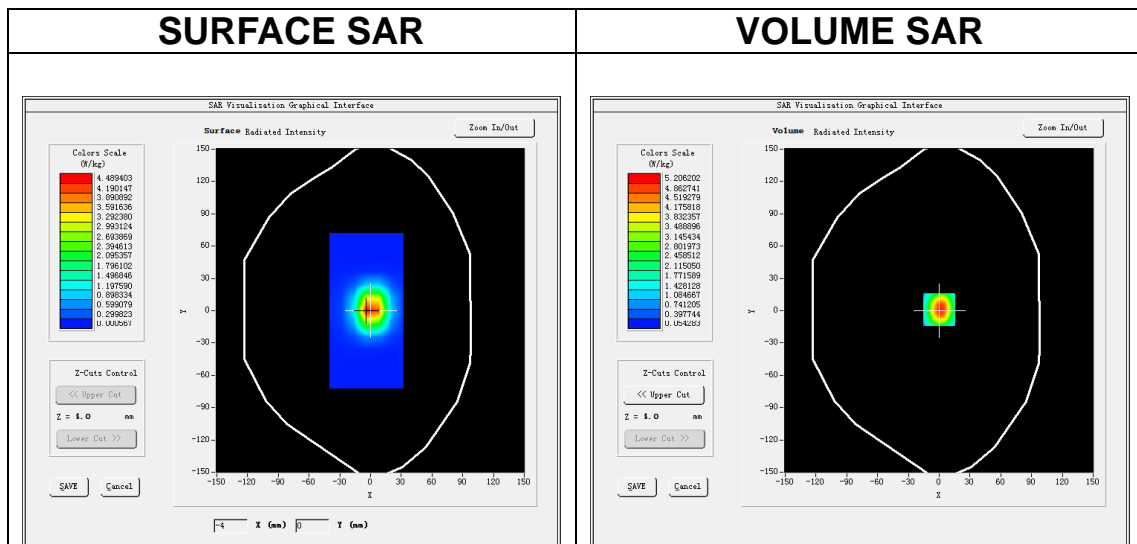 SURFACE SAR
VOLUME SAR
SAR Visualisation Graphical Interface
Surface Radiated Intensity
Zoom In/Out
Colors Scale
(W/kg)
4.489403
4.190147
3.890892
3.591636
3.292380
2.993124
2.693869
2.394613
2.095357
1.796102
1.496846
1.197590
0.898334
0.599079
0.299823
0.000567
150
120
90
60
30
0
-30
-60
-90
-120
-150
Y
-150 -120 -90 -60 -30 0 30 60 90 120 150
X
Z-Cuts Control
<< Upper Cut
Z = 4.0 mm
Lower Cut >>
SAVE Cancel
-4 X (mm) 0 Y (mm)
SAR Visualisation Graphical Interface
Volume Radiated Intensity
Zoom In/Out
Colors Scale
(W/kg)
5.206202
4.862741
4.519279
4.175818
3.832357
3.488896
3.145434
2.801973
2.458512
2.115050
1.771589
1.428128
1.084667
0.741205
0.397744
0.054283
150
120
90
60
30
0
-30
-60
-90
-120
-150
Y
-150 -120 -90 -60 -30 0 30 60 90 120 150
X
Z-Cuts Control
<< Upper Cut
Z = 4.0 mm
Lower Cut >>
SAVE Cancel